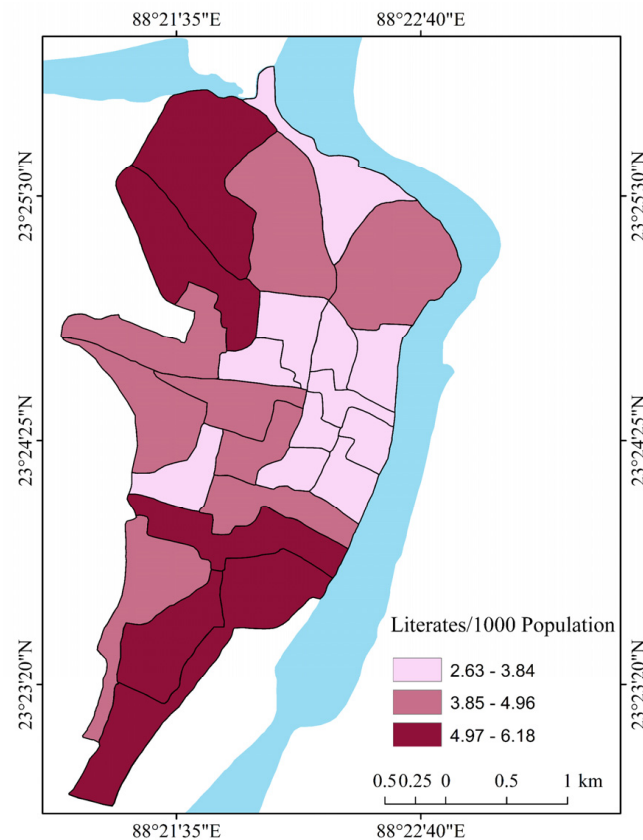 88°21'35"E 88°22'40"E
23°25'30"N 23°25'30"N
23°24'25"N 23°24'25"N
23°23'20"N 23°23'20"N
Literates/1000 Population
2.63 - 3.84
3.85 - 4.96
4.97 - 6.18
0.5 0.25 0 0.5 1 km
88°21'35"E 88°22'40"E